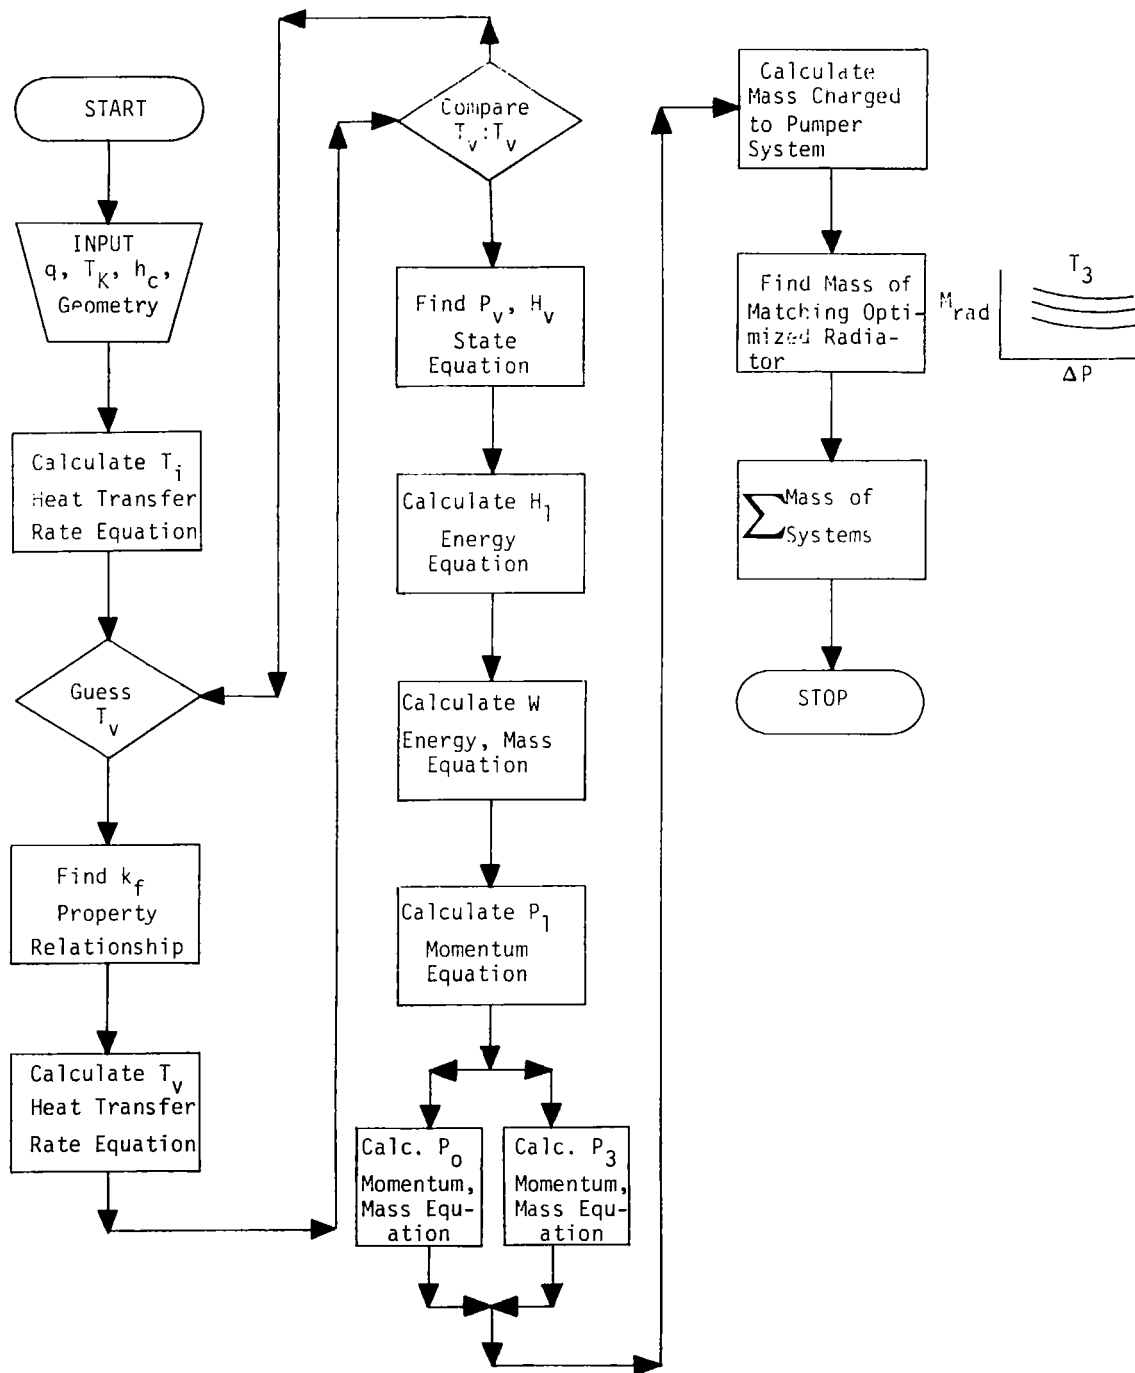 START
INPUT
q, T_K, h_c,
Geometry
Calculate T_i
Heat Transfer
Rate Equation
Guess
T_v
Find k_f
Property
Relationship
Calculate T_v
Heat Transfer
Rate Equation
Compare
T_v:T_v
Find P_v, H_v
State
Equation
Calculate H_1
Energy
Equation
Calculate W
Energy, Mass
Equation
Calculate P_1
Momentum
Equation
Calc. P_o
Momentum,
Mass Equ-
ation
Calc. P_3
Momentum,
Mass Equ-
ation
Calculate
Mass Charged
to Pumper
System
Find Mass of
Matching Opti-
mized Radia-
tor
M_rad
T_3
ΔP
∑ Mass of
Systems
STOP